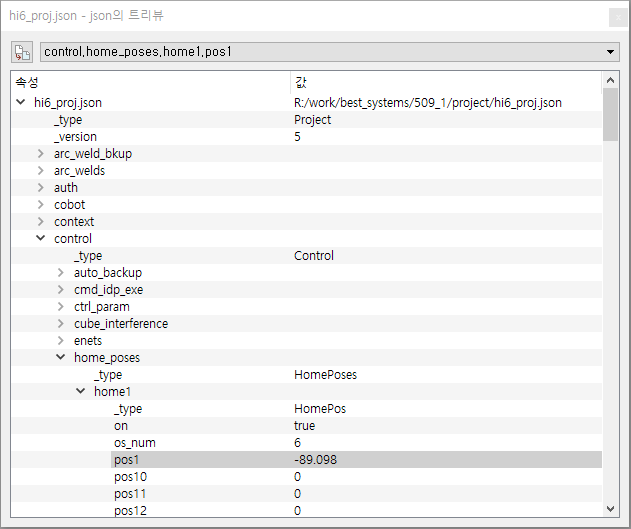 hi6_proj.json - json의 트리뷰
control.home_poses.home1.pos1
속성 값
hi6_proj.json R:/work/best_systems/509_1/project/hi6_proj.json
_type Project
_version 5
arc_weld_bkup
arc_welds
auth
cobot
context
control
_type Control
auto_backup
cmd_idp_exe
ctrl_param
cube_interference
enets
home_poses
_type HomePoses
home1
_type HomePos
on true
os_num 6
pos1 -89.098
pos10 0
pos11 0
pos12 0